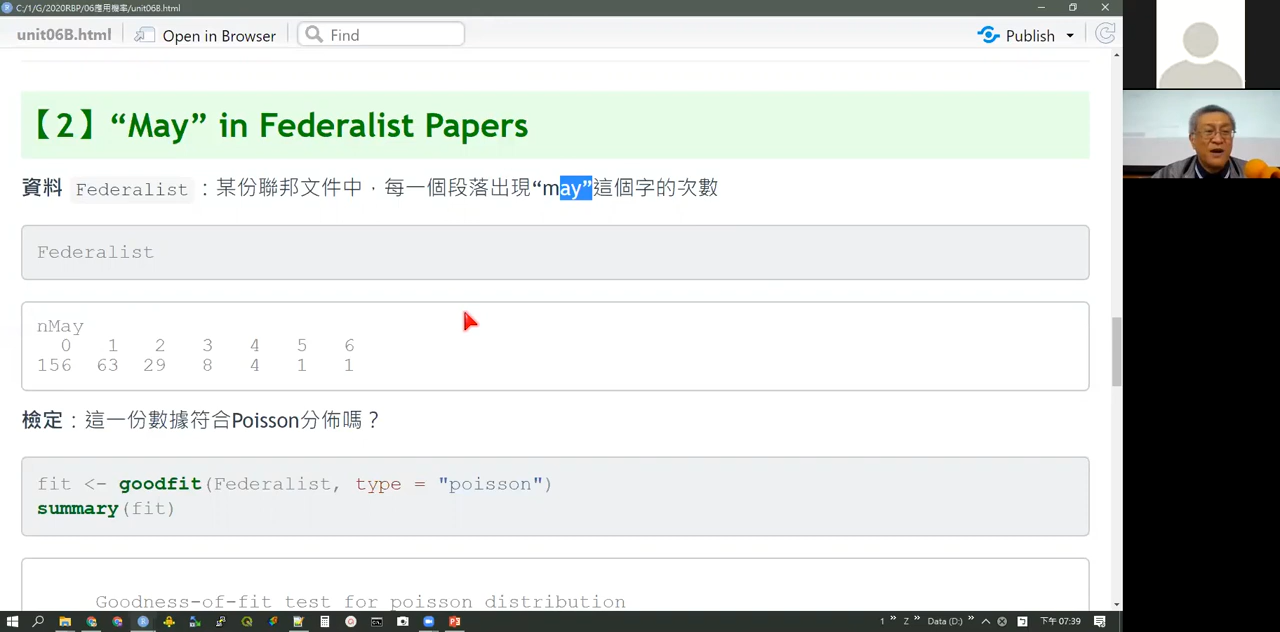 C:/1/G/2020RBP/06應用機率/unit06B.html
unit06B.html Open in Browser Find Publish
【2】“May” in Federalist Papers
資料 Federalist：某份聯邦文件中，每一個段落出現“may”這個字的次數
Federalist
nMay
0 1 2 3 4 5 6
156 63 29 8 4 1 1
檢定：這一份數據符合Poisson分佈嗎？
fit <- goodfit(Federalist, type = "poisson")
summary(fit)
Goodness-of-fit test for poisson distribution
1 » Z » Data (D:) » 下午 07:39